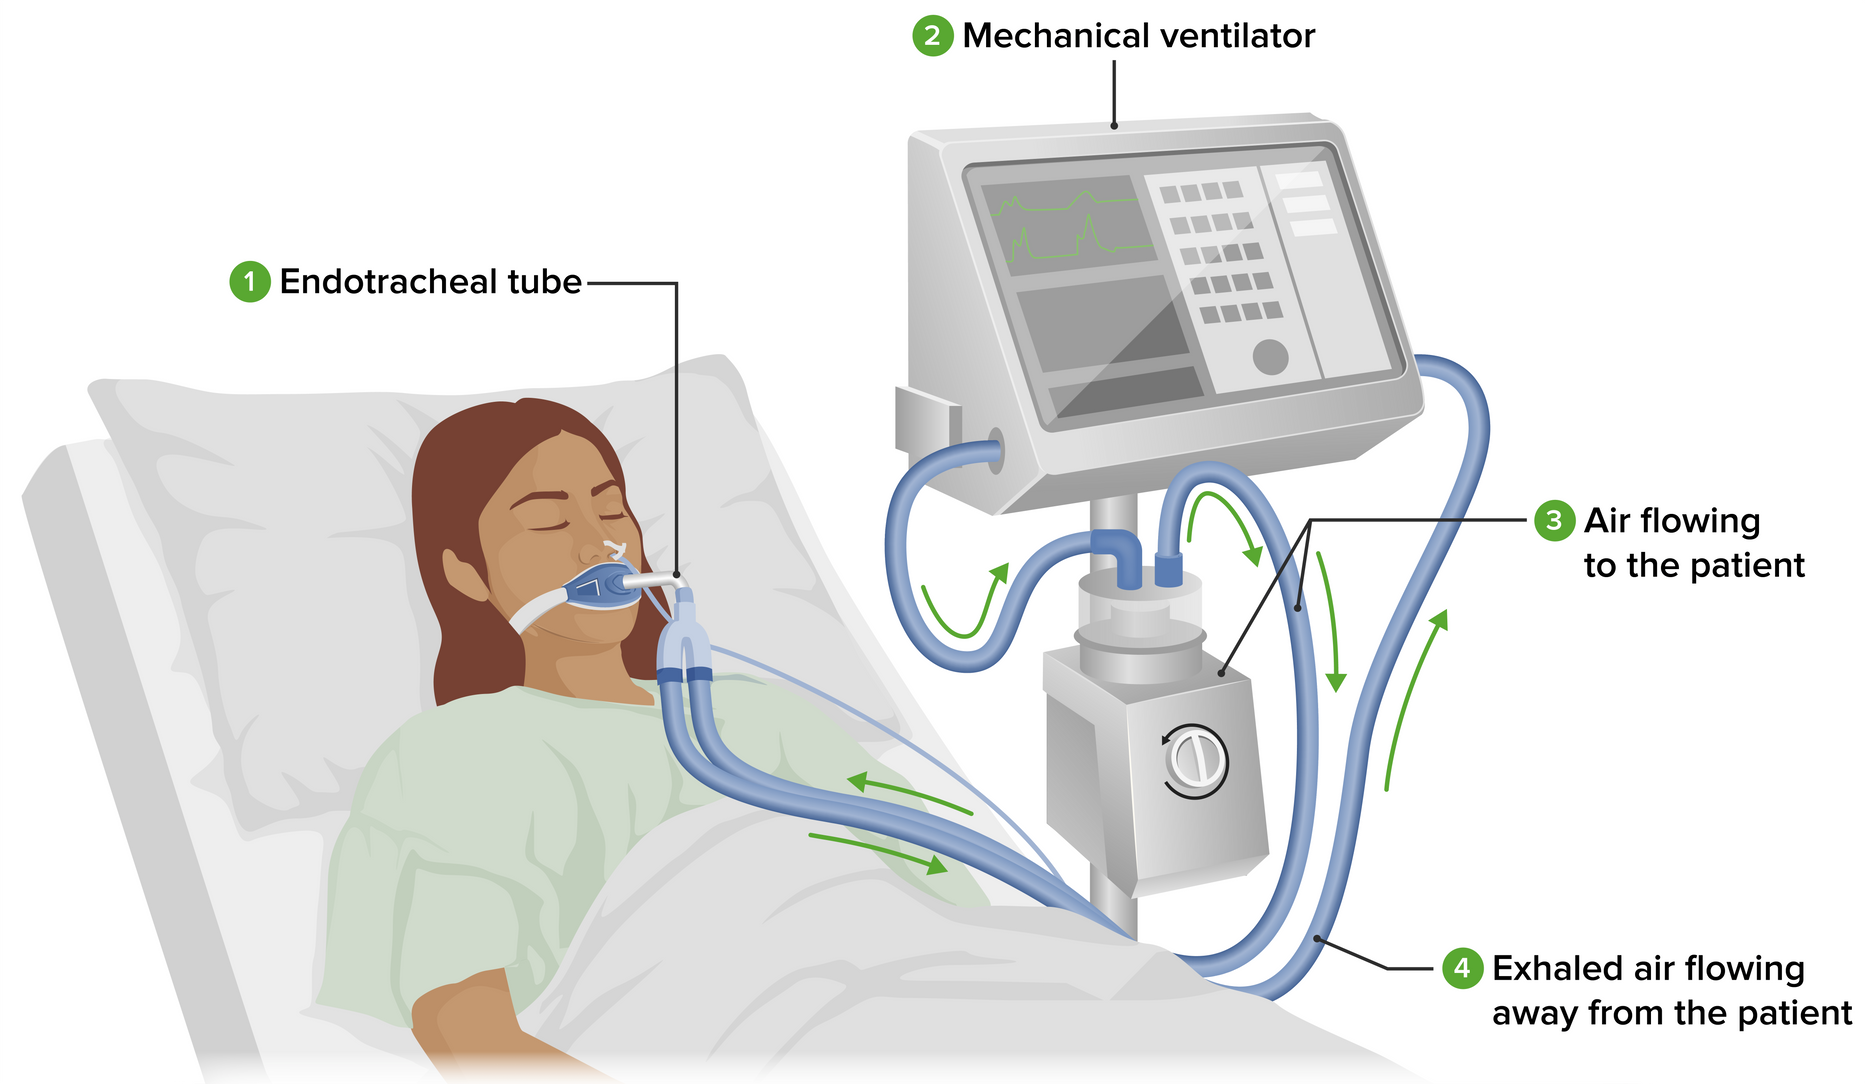 2 Mechanical ventilator
1 Endotracheal tube
3 Air flowing
to the patient
4 Exhaled air flowing
away from the patient